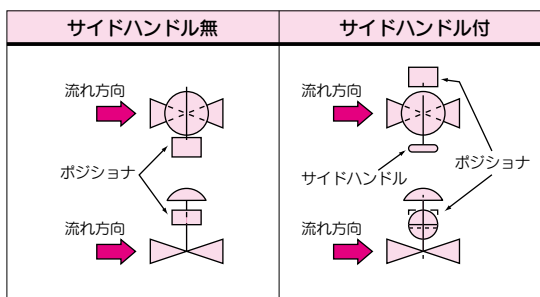 サイドハンドル無
サイドハンドル付
流れ方向
ポジショナ
流れ方向
流れ方向
サイドハンドル
ポジショナ
流れ方向